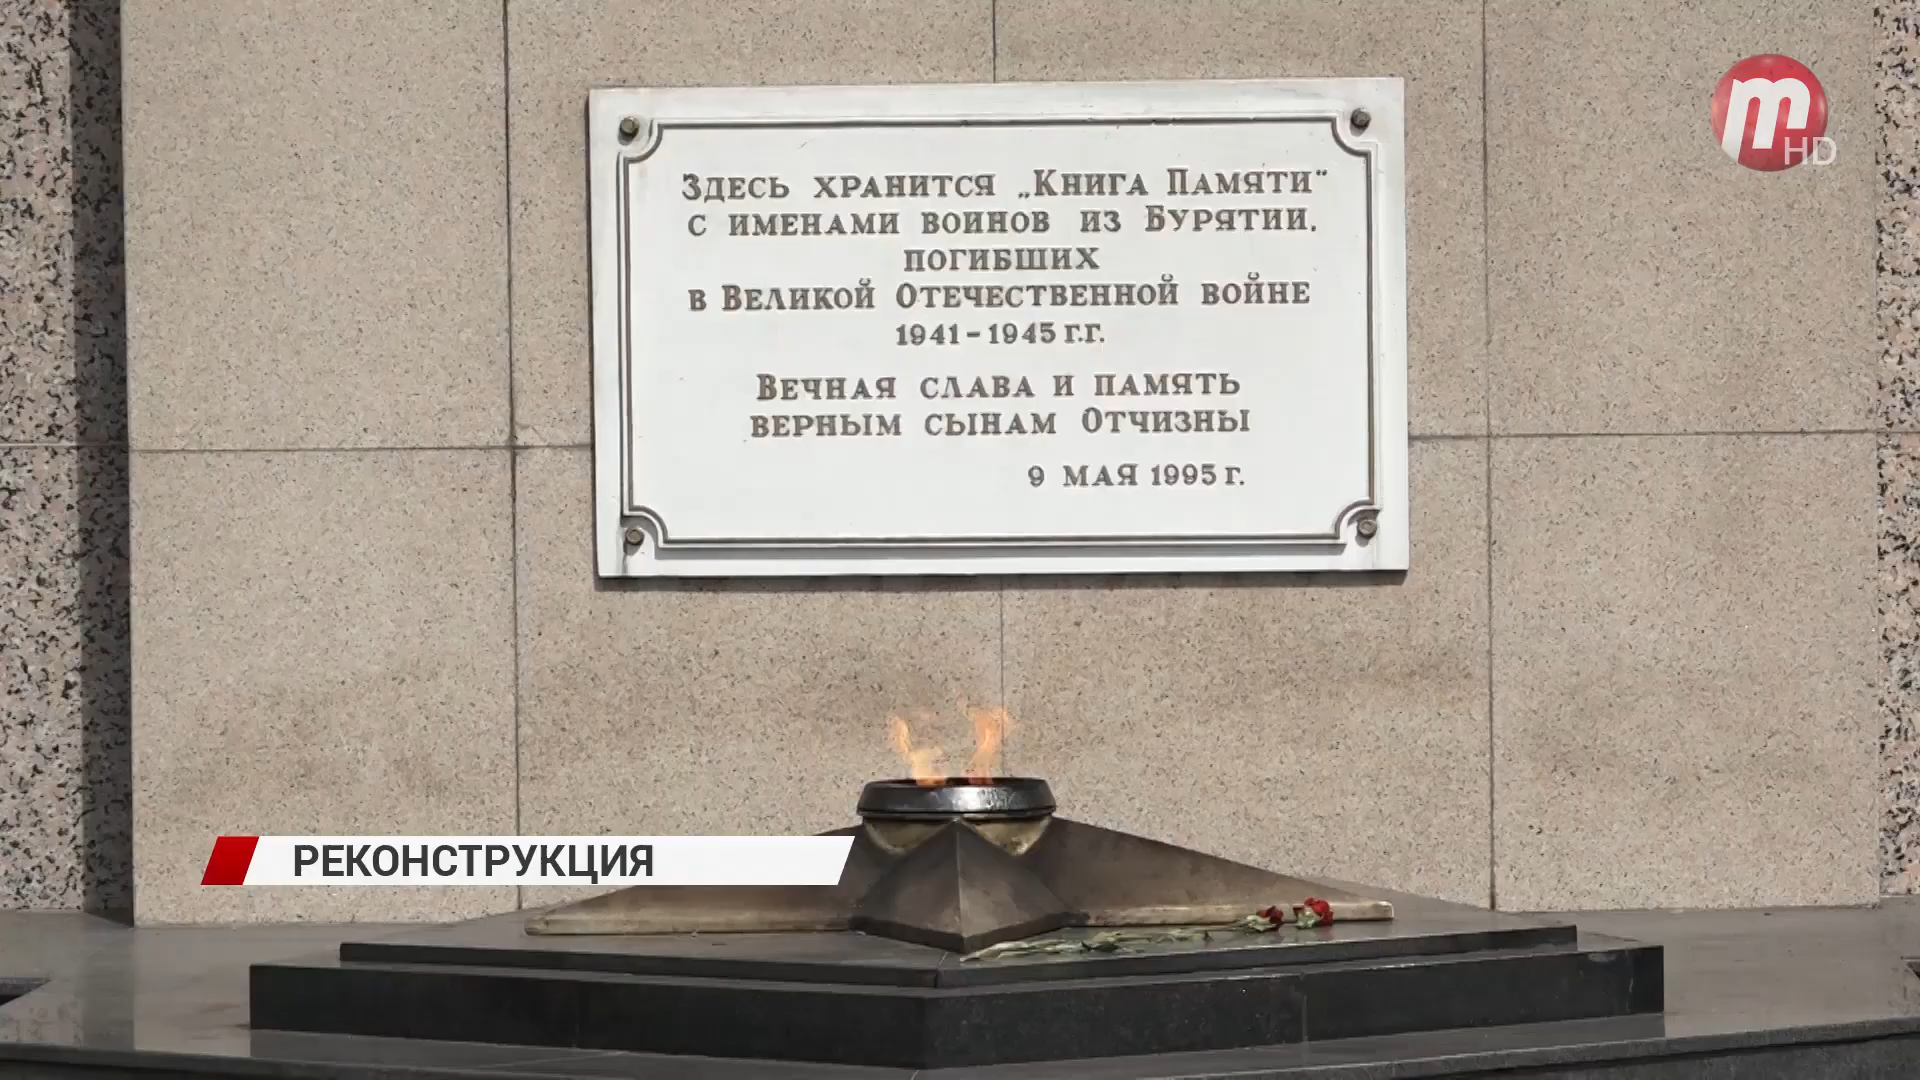 m HD
Здесь хранится „Книга Памяти“
с именами воинов из Бурятии,
погибших
в Великой Отечественной войне
1941-1945 г.г.
Вечная слава и память
верным сынам Отчизны
9 мая 1995 г.
РЕКОНСТРУКЦИЯ